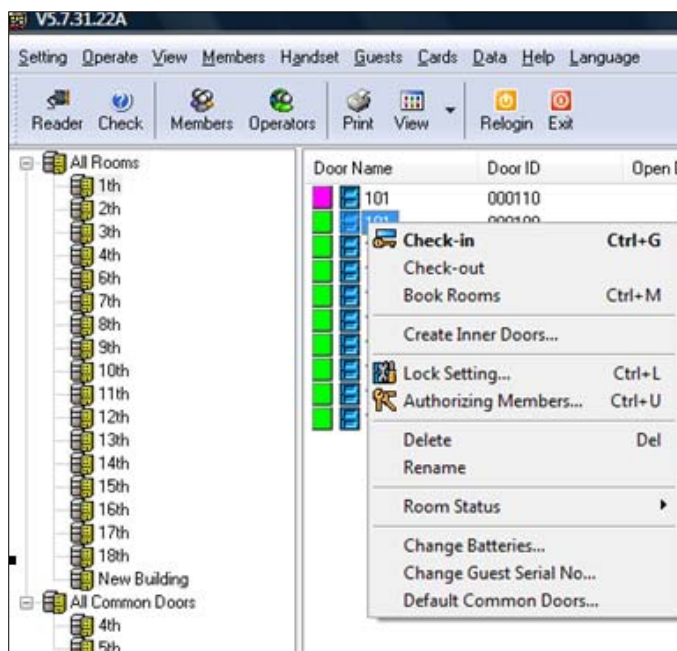 V5.7.31.22A
Setting Operate View Members Handset Guests Cards Data Help Language
Reader Check Members Operators Print View Relogin Exit
All Rooms
1th
2th
3th
4th
6th
7th
8th
9th
10th
11th
12th
13th
14th
15th
16th
17th
18th
New Building
All Common Doors
4th
5th
Door Name Door ID Open
101 000110
101 000100
Check-in Ctrl+G
Check-out
Book Rooms Ctrl+M
Create Inner Doors...
Lock Setting... Ctrl+L
Authorizing Members... Ctrl+U
Delete Del
Rename
Room Status
Change Batteries...
Change Guest Serial No...
Default Common Doors...